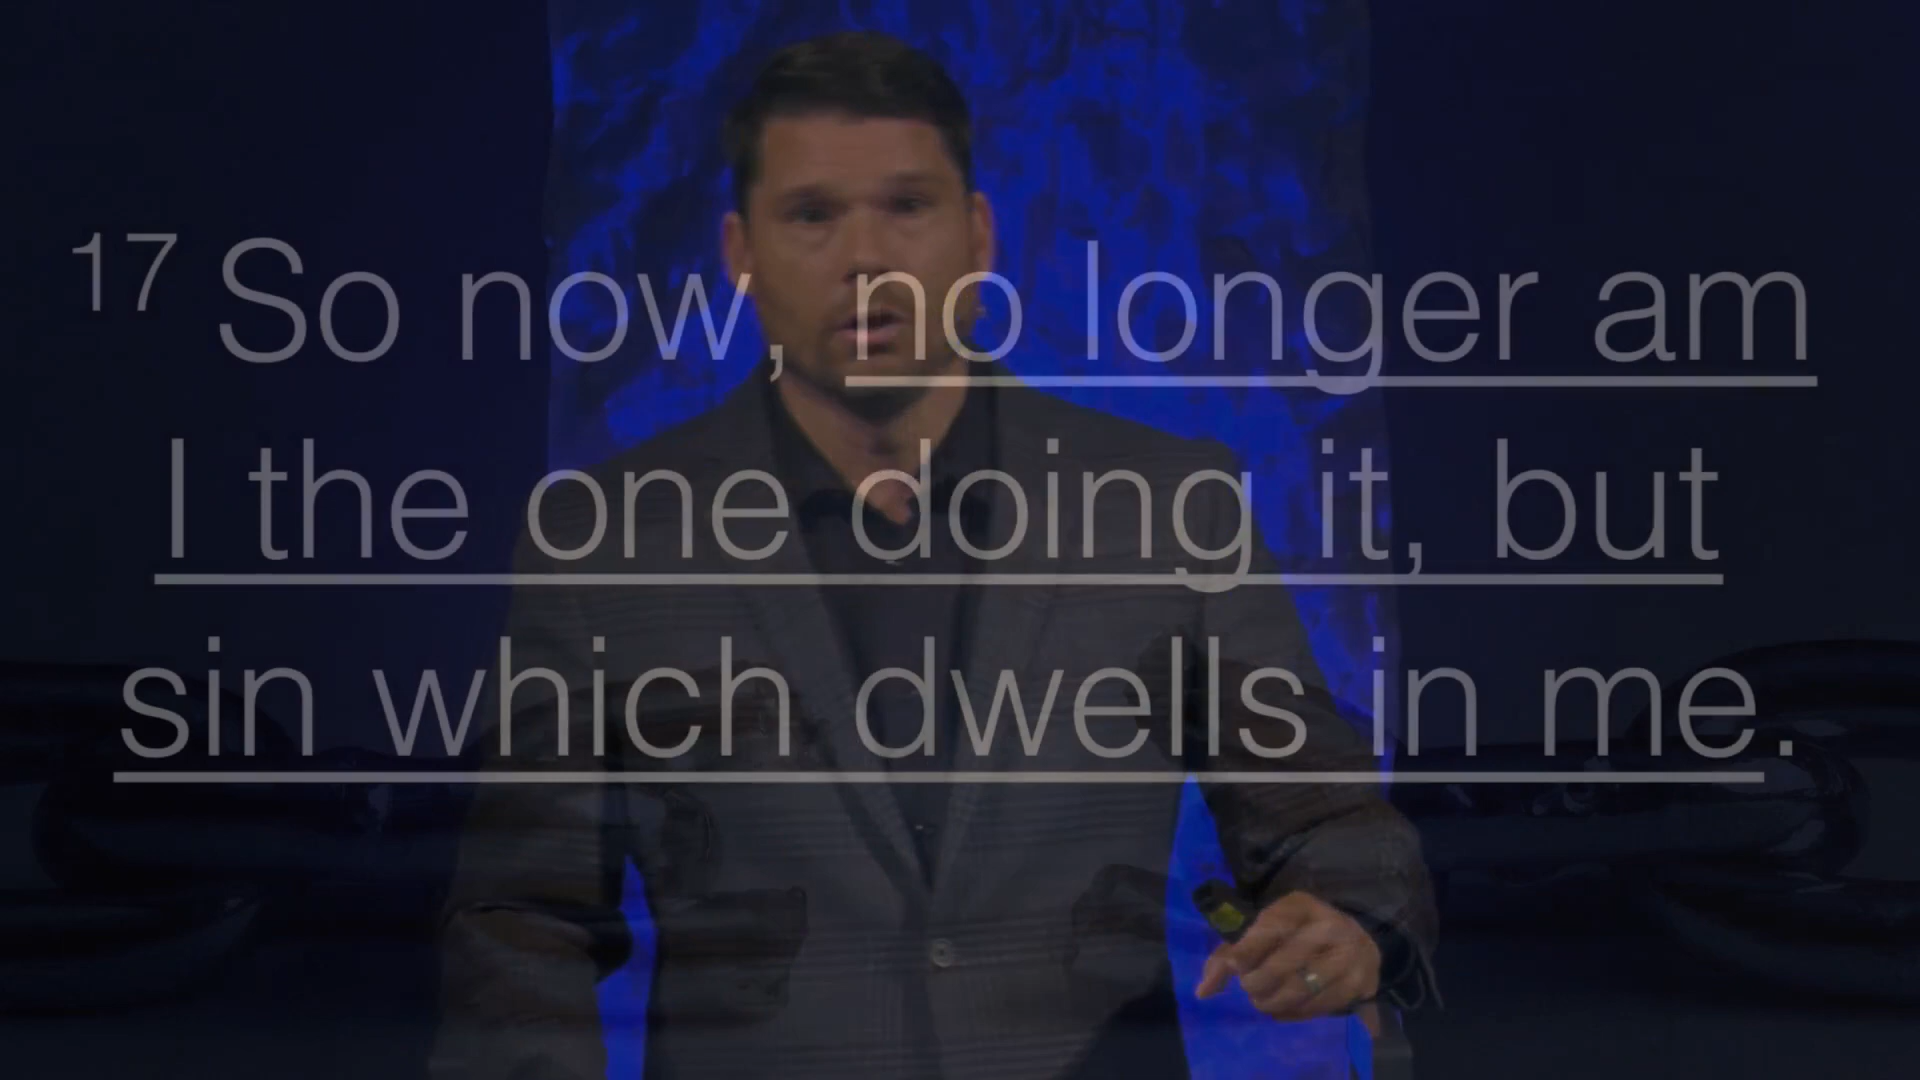 17 So now, no longer am
I the one doing it, but
sin which dwells in me.